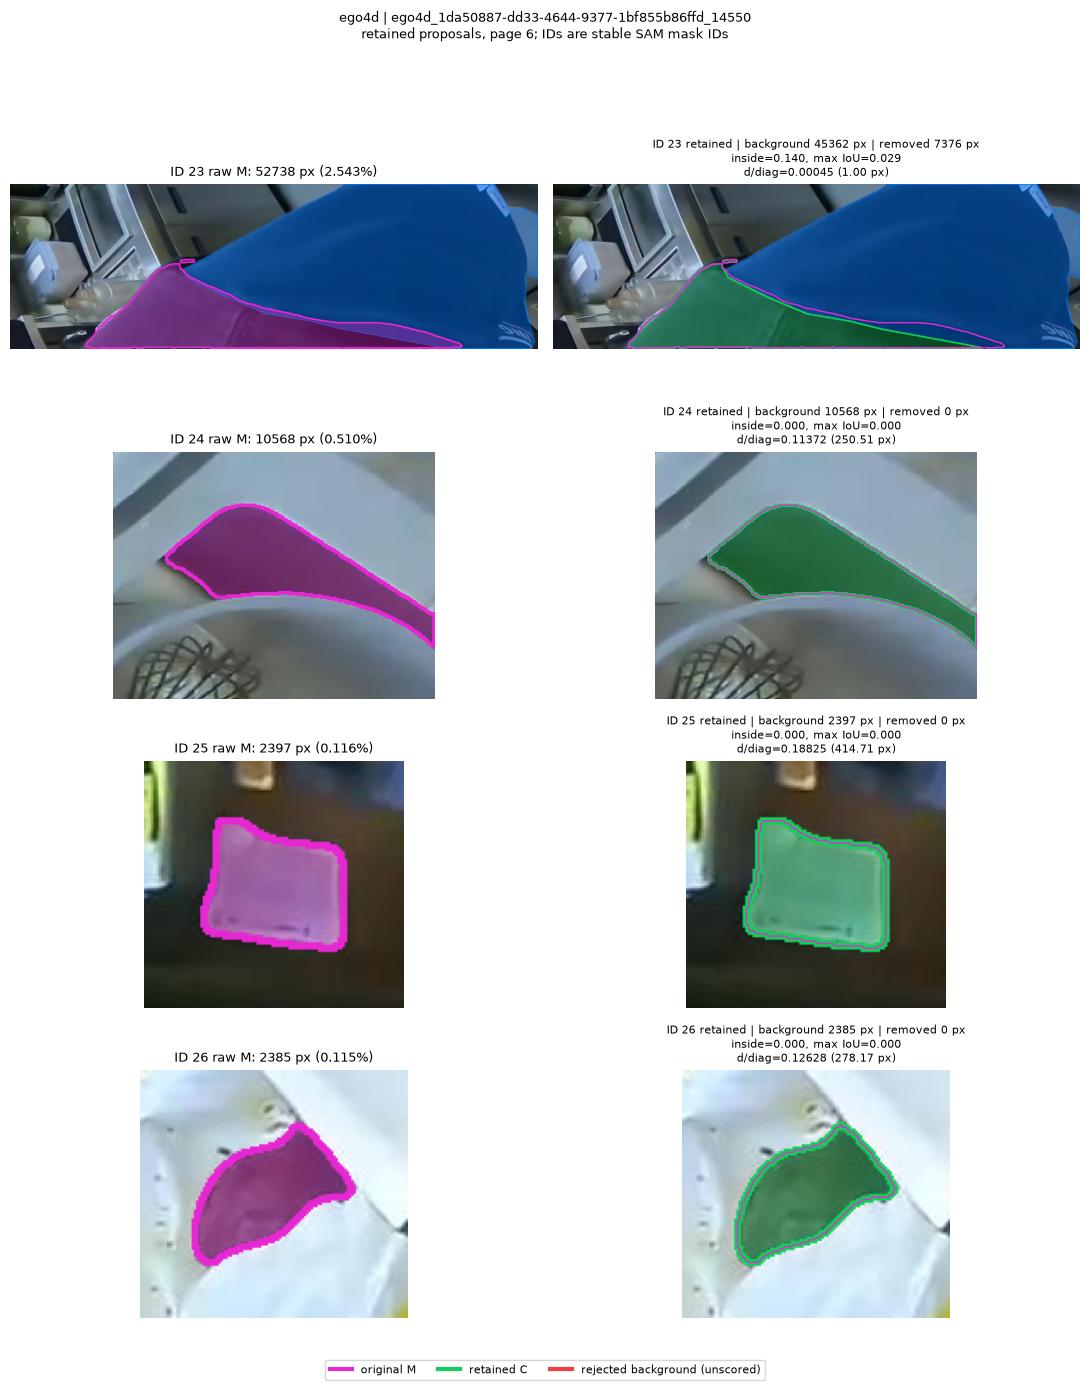 ego4d | ego4d_1da50887-dd33-4644-9377-1bf855b86ffd_14550
retained proposals, page 6; IDs are stable SAM mask IDs
ID 23 raw M: 52738 px (2.543%)
ID 23 retained | background 45362 px | removed 7376 px
inside=0.140, max IoU=0.029
d/diag=0.00045 (1.00 px)
ID 24 raw M: 10568 px (0.510%)
ID 24 retained | background 10568 px | removed 0 px
inside=0.000, max IoU=0.000
d/diag=0.11372 (250.51 px)
ID 25 raw M: 2397 px (0.116%)
ID 25 retained | background 2397 px | removed 0 px
inside=0.000, max IoU=0.000
d/diag=0.18825 (414.71 px)
ID 26 raw M: 2385 px (0.115%)
ID 26 retained | background 2385 px | removed 0 px
inside=0.000, max IoU=0.000
d/diag=0.12628 (278.17 px)
original M
retained C
rejected background (unscored)